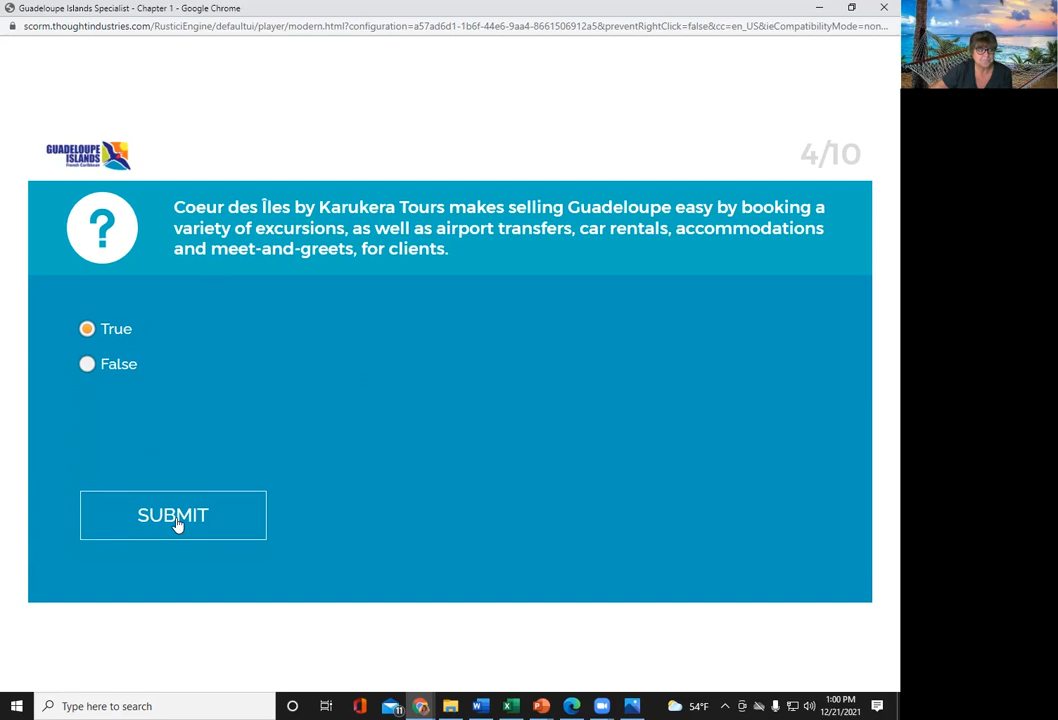 Guadeloupe Islands Specialist - Chapter 1 - Google Chrome
scorm.thoughtindustries.com/RusticiEngine/defaultui/player/modern.html?configuration=a57ad6d1-1b6f-44e6-9aa4-8661506912a5&preventRightClick=false&cc=en_US&ieCompatibilityMode=non...
GUADELOUPE
ISLANDS
French Caribbean
4/10
?
Coeur des Îles by Karukera Tours makes selling Guadeloupe easy by booking a
variety of excursions, as well as airport transfers, car rentals, accommodations
and meet-and-greets, for clients.
True
False
SUBMIT
Type here to search
11
54°F
1:00 PM
12/21/2021